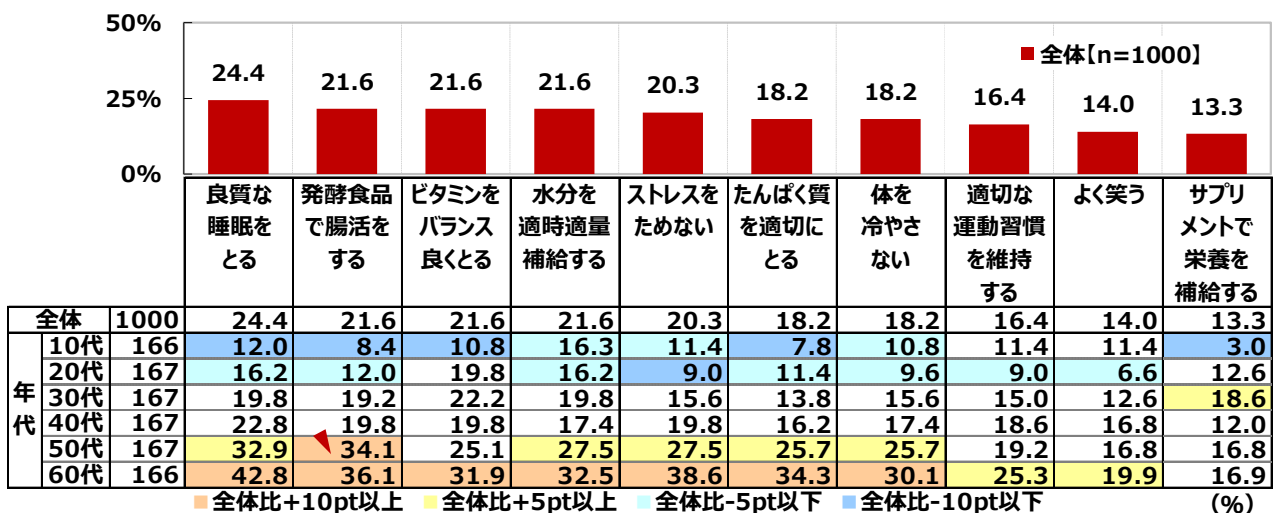 50%
■全体【n=1000】
24.4 21.6 21.6 21.6 20.3 18.2 18.2 16.4 14.0 13.3
25%
0%
良質な 発酵食品 ビタミンを 水分を ストレスを たんぱく質 体を 適切な よく笑う サプリ
睡眠を で腸活を バランス 適時適量 ためない を適切に 冷やさ 運動習慣 メントで
とる する 良くとる 補給する とる ない を維持 栄養を
する 補給する
全体 1000 24.4 21.6 21.6 21.6 20.3 18.2 18.2 16.4 14.0 13.3
年代
10代 166 12.0 8.4 10.8 16.3 11.4 7.8 10.8 11.4 11.4 3.0
20代 167 16.2 12.0 19.8 16.2 9.0 11.4 9.6 9.0 6.6 12.6
30代 167 19.8 19.2 22.2 19.8 15.6 13.8 15.6 15.0 12.6 18.6
40代 167 22.8 19.8 19.8 17.4 19.8 16.2 17.4 18.6 16.8 12.0
50代 167 32.9 34.1 25.1 27.5 27.5 25.7 25.7 19.2 16.8 16.8
60代 166 42.8 36.1 31.9 32.5 38.6 34.3 30.1 25.3 19.9 16.9
■全体比+10pt以上 ■全体比+5pt以上 ■全体比-5pt以下 ■全体比-10pt以下 (%)